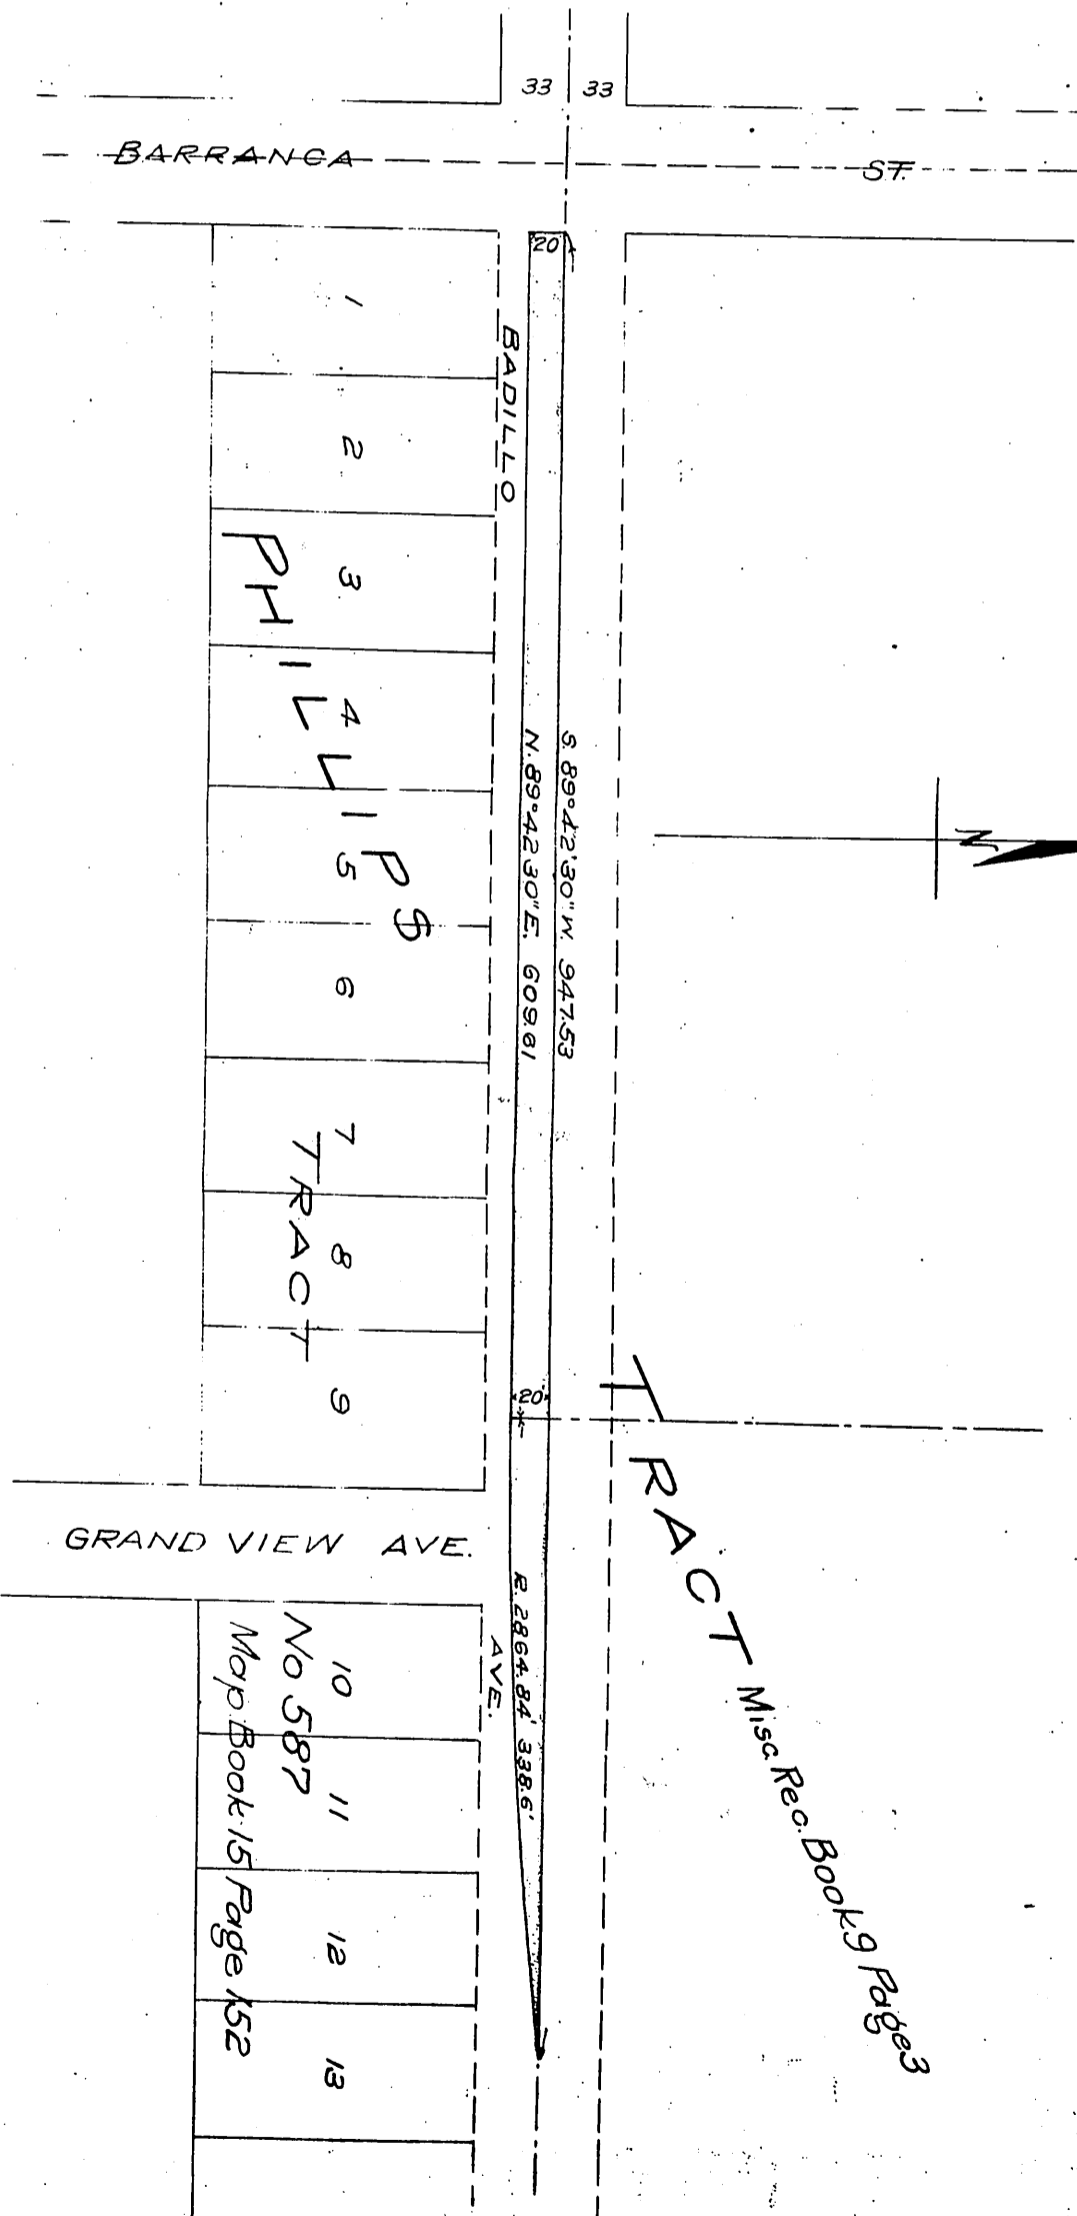 33 33
BARRANCA ST.
20
BADILLO AVE.
S. 89°42'30" W. 947.53
N. 89°42'30" E. 609.61
1
2
3
4
5
6
7
8
9
PHILLIPS TRACT
No 587
Map Book 15 Page 152
N
20'
TRACT Misc. Rec. Book 9 Page 3
GRAND VIEW AVE.
R. 2864.84' 338.6'
10
11
12
13